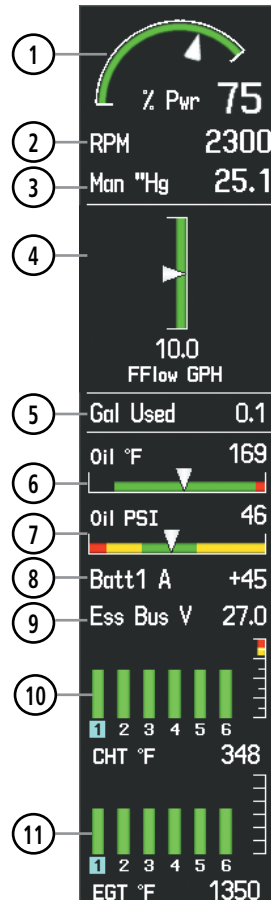 1
% Pwr 75
2 RPM 2300
3 Man "Hg 25.1
4
10.0
FFlow GPH
5 Gal Used 0.1
Oil °F 169
6
Oil PSI 46
7
8 Batt1 A +45
9 Ess Bus V 27.0
10
1 2 3 4 5 6
CHT °F 348
11
1 2 3 4 5 6
EGT °F 1350